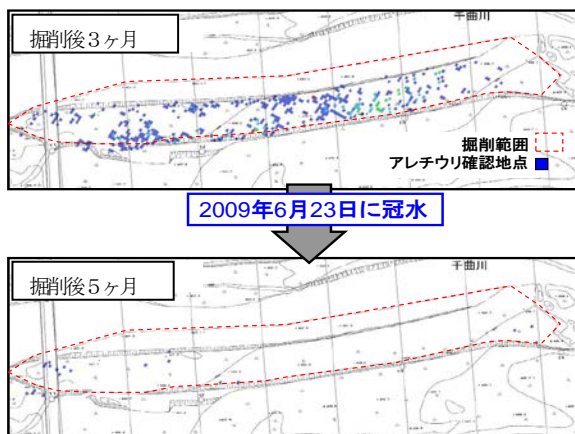 千曲川
掘削後３ヶ月
掘削範囲
アレチウリ確認地点
2009年6月23日に冠水
千曲川
掘削後５ヶ月